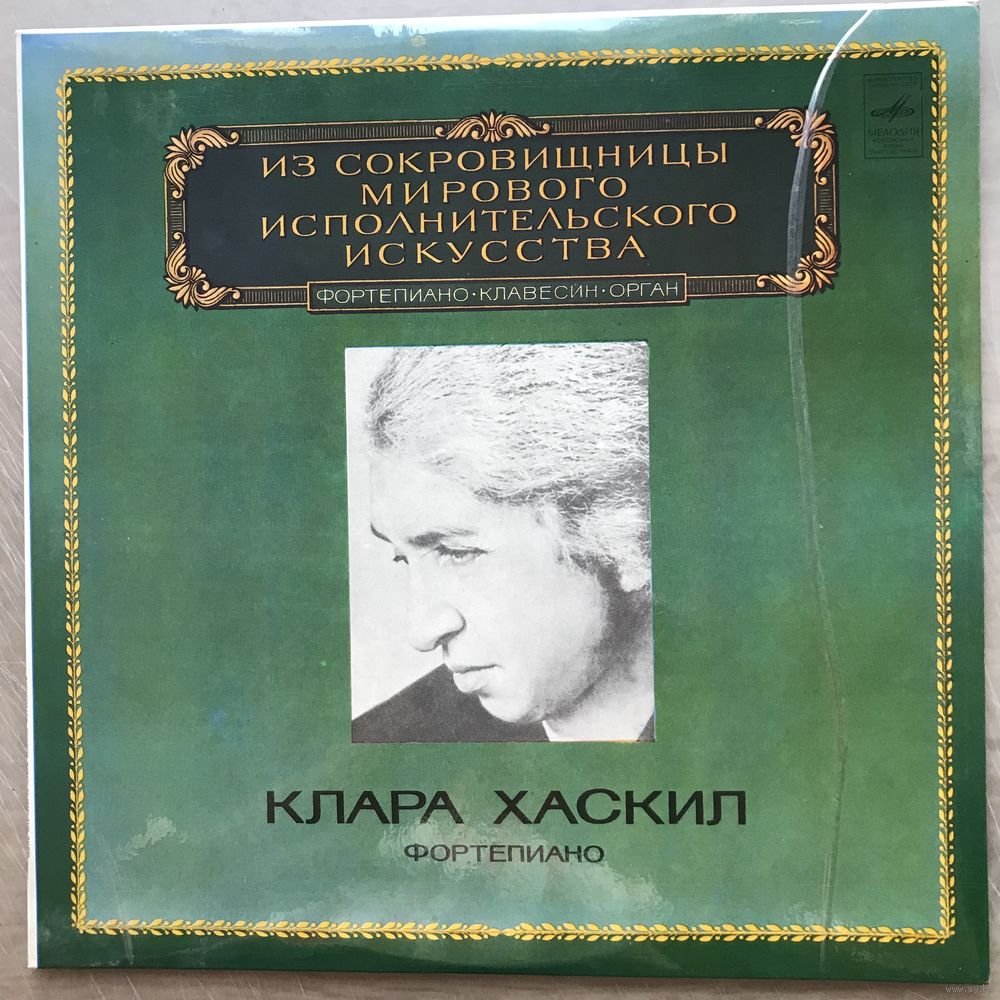 ИЗ СОКРОВИЩНИЦЫ
МИРОВОГО
ИСПОЛНИТЕЛЬСКОГО
ИСКУССТВА
ФОРТЕПИАНО·КЛАВЕСИН·ОРГАН
МЕЛОДИЯ
КЛАРА ХАСКИЛ
ФОРТЕПИАНО